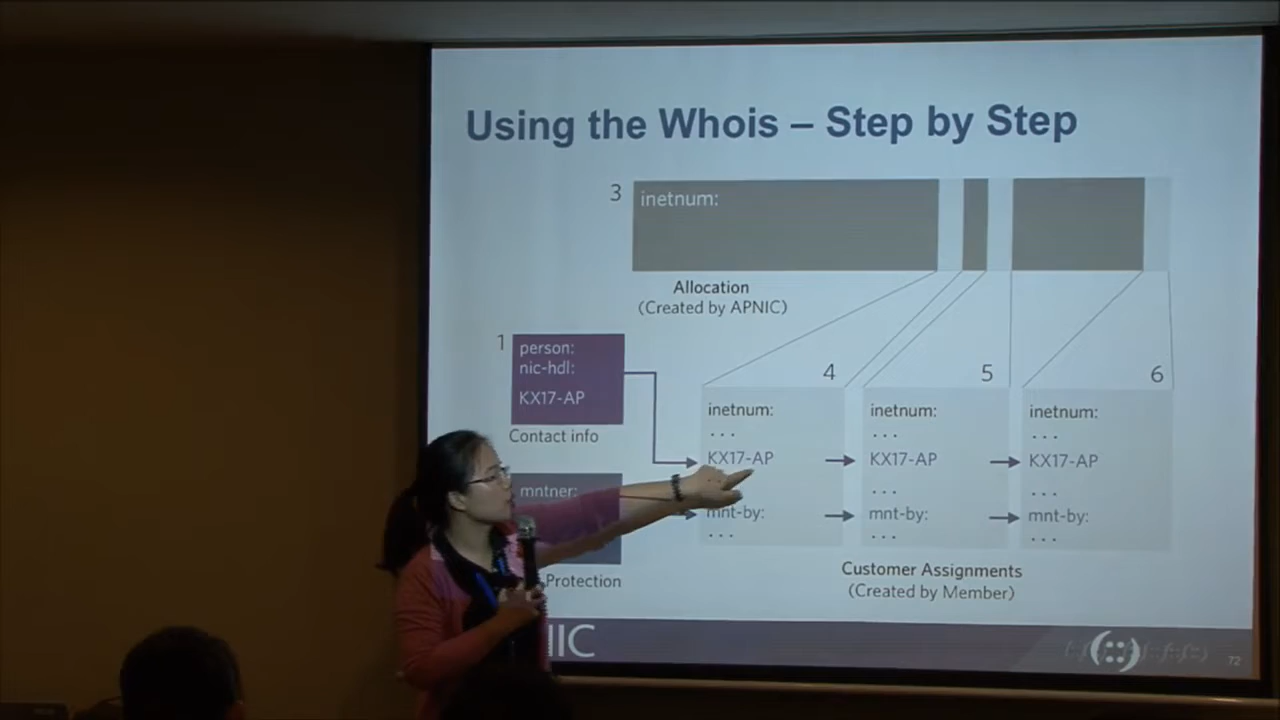 Using the Whois – Step by Step
3
inetnum:
Allocation
(Created by APNIC)
1
person:
nic-hdl:
KX17-AP
Contact info
mntner:
Protection
4
inetnum:
. . .
KX17-AP
mnt-by:
. . .
5
inetnum:
. . .
KX17-AP
. . .
mnt-by:
. . .
6
inetnum:
. . .
KX17-AP
. . .
mnt-by:
. . .
Customer Assignments
(Created by Member)
NIC
(::)
72